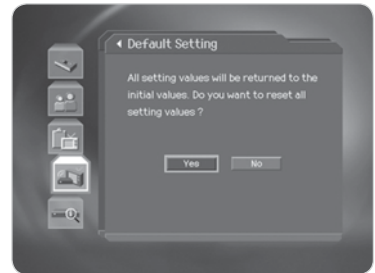 Default Setting
All setting values will be returned to the
initial values. Do you want to reset all
setting values ?
Yes No